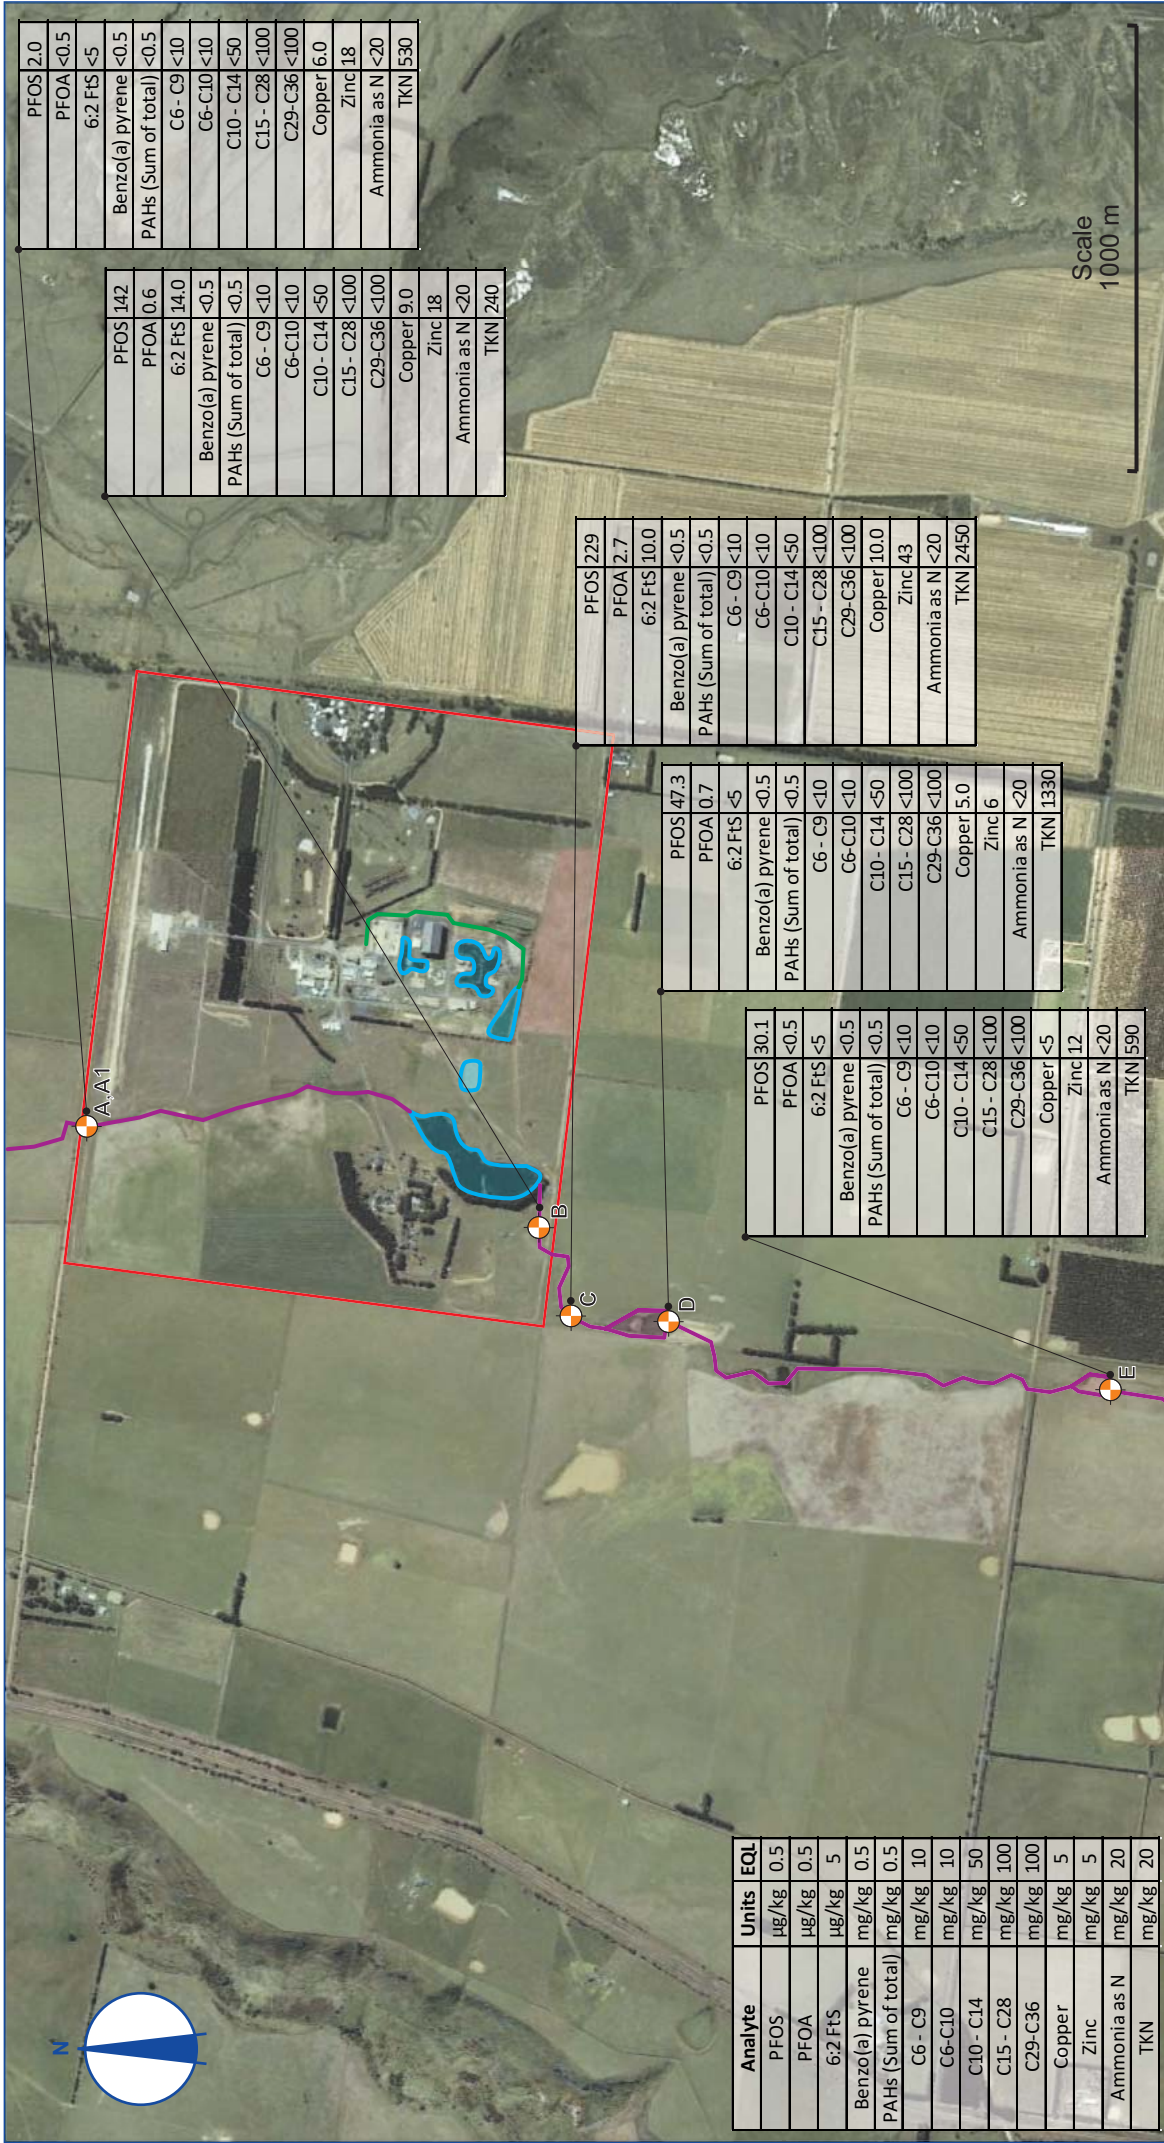 N
Analyte Units EQL
PFOS µg/kg 0.5
PFOA µg/kg 0.5
6:2 FtS µg/kg 5
Benzo(a) pyrene mg/kg 0.5
PAHs (Sum of total) mg/kg 0.5
C6 - C9 mg/kg 10
C6-C10 mg/kg 10
C10 - C14 mg/kg 50
C15 - C28 mg/kg 100
C29-C36 mg/kg 100
Copper mg/kg 5
Zinc mg/kg 5
Ammonia as N mg/kg 20
TKN mg/kg 20
A,A1
B
C
D
E
PFOS 2.0
PFOA <0.5
6:2 FtS <5
Benzo(a) pyrene <0.5
PAHs (Sum of total) <0.5
C6 - C9 <10
C6-C10 <10
C10 - C14 <50
C15 - C28 <100
C29-C36 <100
Copper 6.0
Zinc 18
Ammonia as N <20
TKN 530
PFOS 142
PFOA 0.6
6:2 FtS 14.0
Benzo(a) pyrene <0.5
PAHs (Sum of total) <0.5
C6 - C9 <10
C6-C10 <10
C10 - C14 <50
C15 - C28 <100
C29-C36 <100
Copper 9.0
Zinc 18
Ammonia as N <20
TKN 240
PFOS 229
PFOA 2.7
6:2 FtS 10.0
Benzo(a) pyrene <0.5
PAHs (Sum of total) <0.5
C6 - C9 <10
C6-C10 <10
C10 - C14 <50
C15 - C28 <100
C29-C36 <100
Copper 10.0
Zinc 43
Ammonia as N <20
TKN 2450
PFOS 47.3
PFOA 0.7
6:2 FtS <5
Benzo(a) pyrene <0.5
PAHs (Sum of total) <0.5
C6 - C9 <10
C6-C10 <10
C10 - C14 <50
C15 - C28 <100
C29-C36 <100
Copper 5.0
Zinc 6
Ammonia as N <20
TKN 1330
PFOS 30.1
PFOA <0.5
6:2 FtS <5
Benzo(a) pyrene <0.5
PAHs (Sum of total) <0.5
C6 - C9 <10
C6-C10 <10
C10 - C14 <50
C15 - C28 <100
C29-C36 <100
Copper <5
Zinc 12
Ammonia as N <20
TKN 590
Scale
1000 m